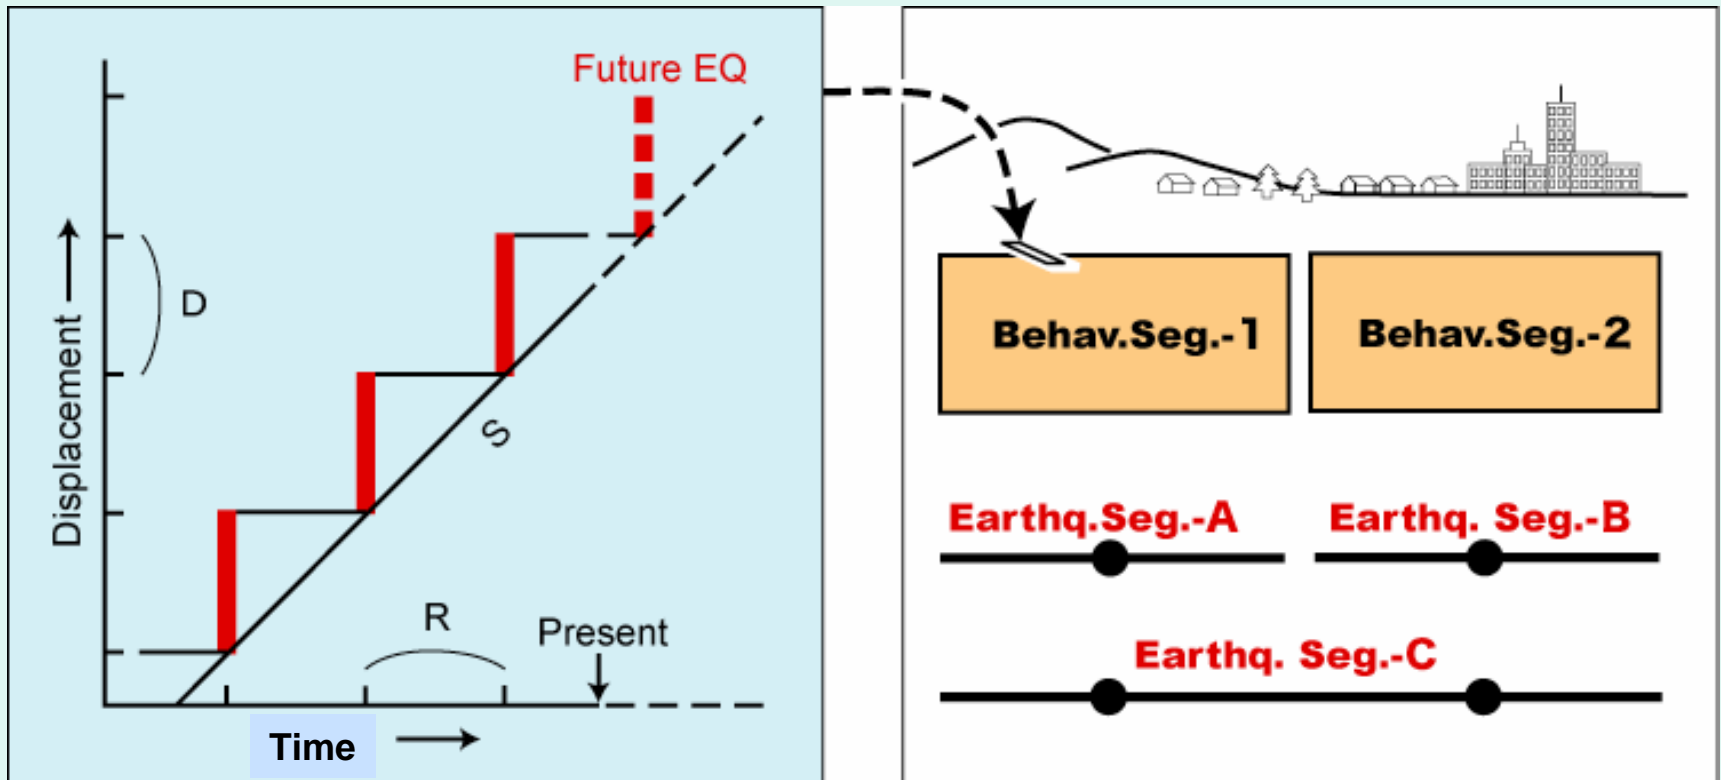 Future EQ
Displacement
D
S
R
Present
Time
Behav.Seg.-1
Behav.Seg.-2
Earthq.Seg.-A
Earthq. Seg.-B
Earthq. Seg.-C